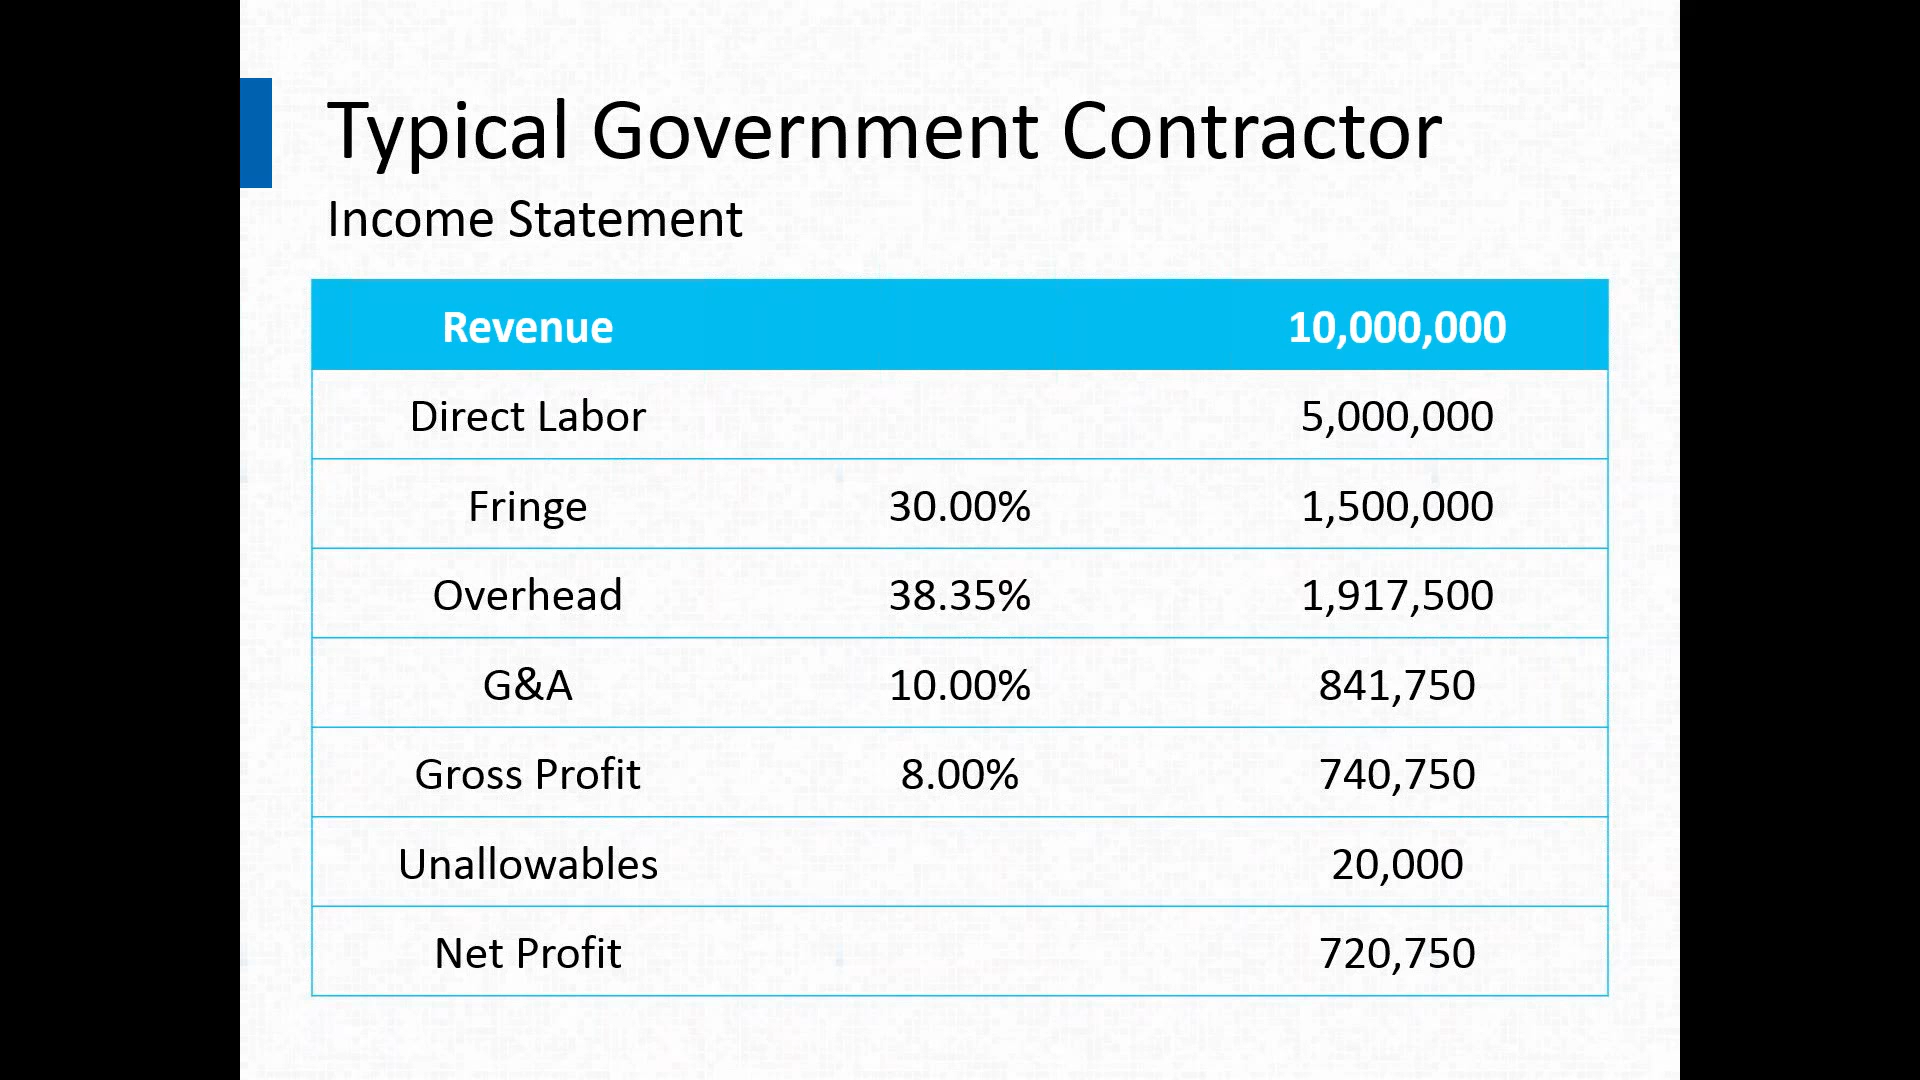 Typical Government Contractor
Income Statement
Revenue 10,000,000
Direct Labor 5,000,000
Fringe 30.00% 1,500,000
Overhead 38.35% 1,917,500
G&A 10.00% 841,750
Gross Profit 8.00% 740,750
Unallowables 20,000
Net Profit 720,750